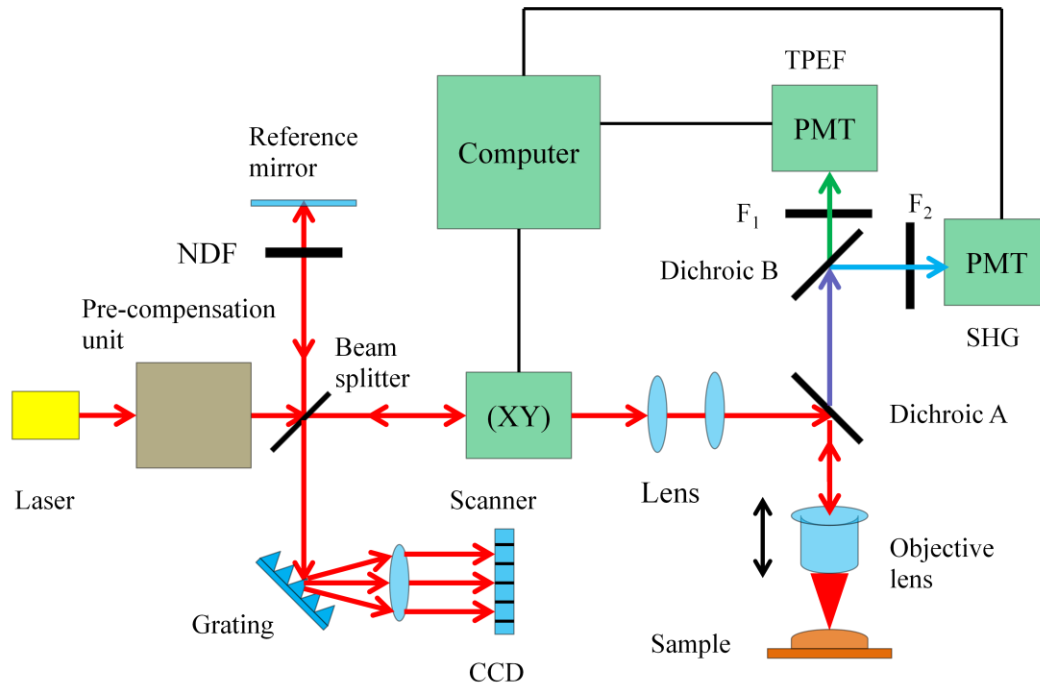 TPEF
PMT
Computer
Reference
mirror
F1
F2
NDF
Dichroic B
PMT
Pre-compensation
unit
SHG
Beam
splitter
(XY)
Dichroic A
Laser
Lens
Scanner
Objective
lens
Grating
Sample
CCD